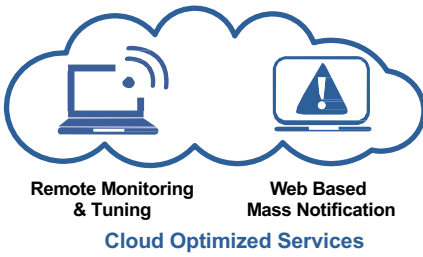 Remote Monitoring
& Tuning
Web Based
Mass Notification
Cloud Optimized Services